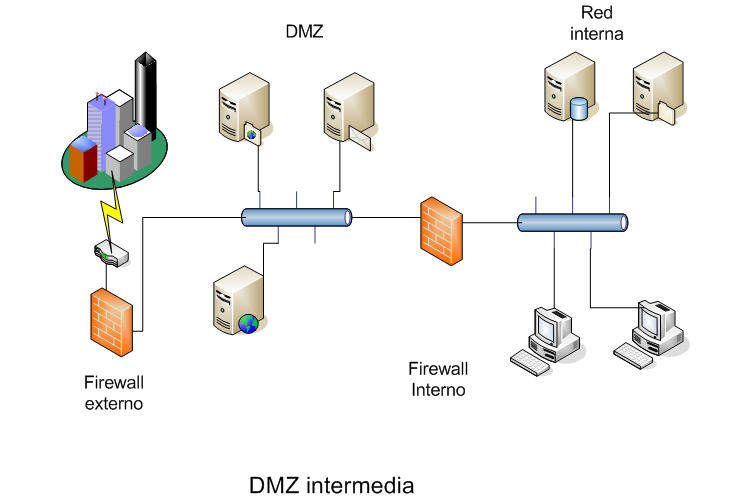 DMZ
Red
interna
Firewall
externo
Firewall
Interno
DMZ intermedia